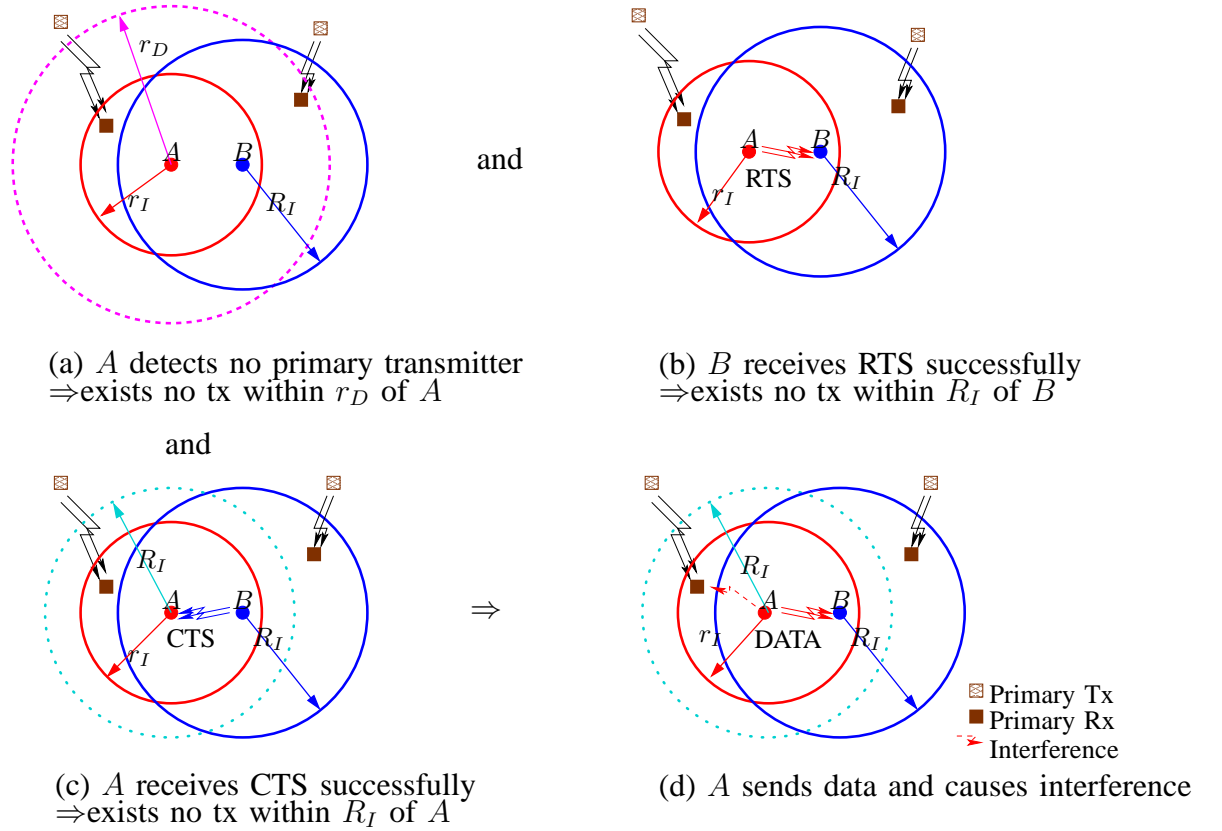 r_D
A
B
r_I
R_I
and
A
B
RTS
r_I
R_I
(a) A detects no primary transmitter
⇒exists no tx within r_D of A
(b) B receives RTS successfully
⇒exists no tx within R_I of B
and
R_I
A
B
CTS
r_I
R_I
⇒
R_I
A
B
r_I
DATA
R_I
Primary Tx
Primary Rx
Interference
(c) A receives CTS successfully
⇒exists no tx within R_I of A
(d) A sends data and causes interference